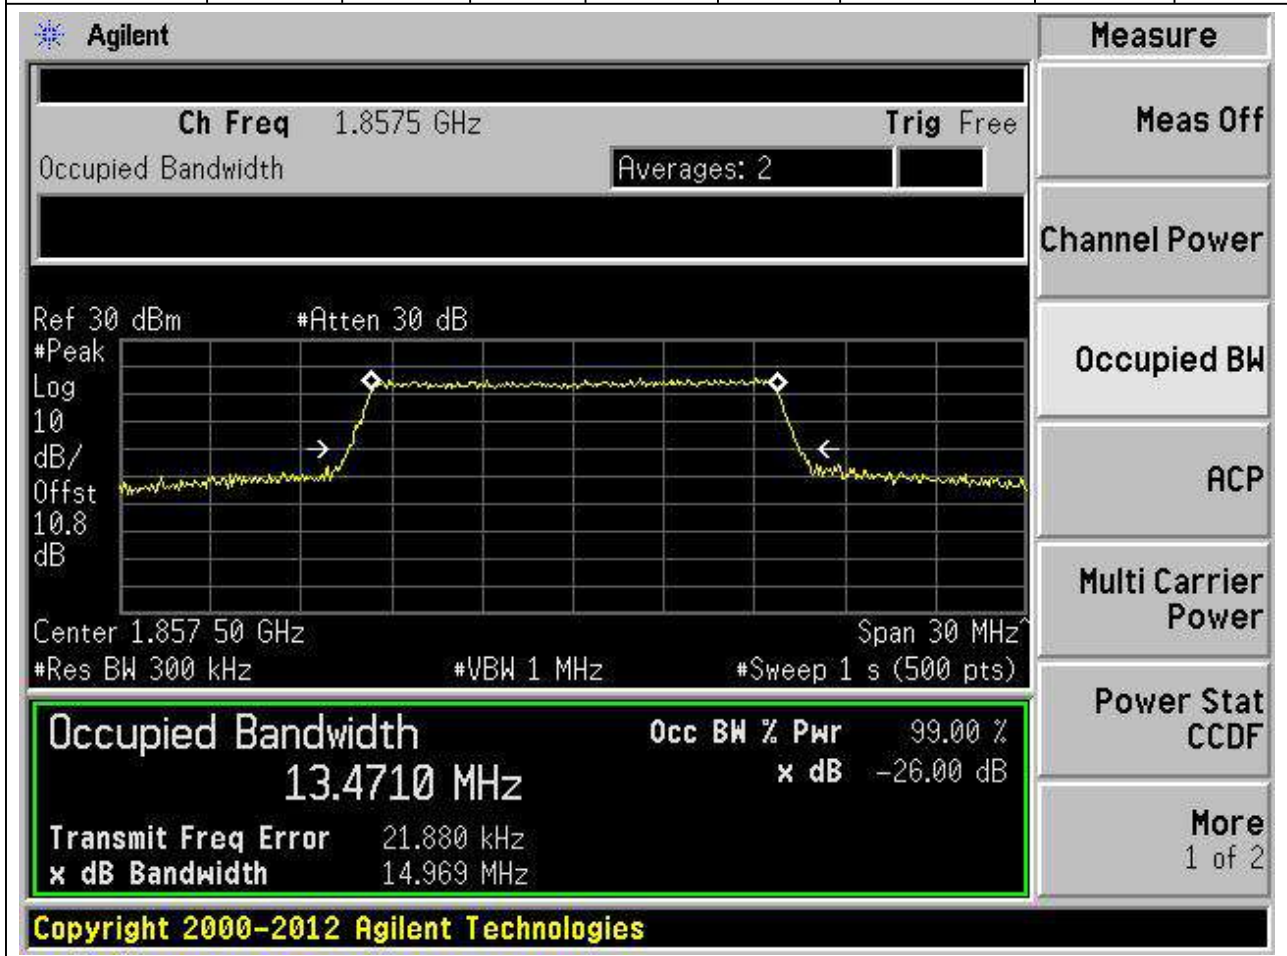 Agilent
Measure
Ch Freq 1.8575 GHz Trig Free
Occupied Bandwidth Averages: 2
Meas Off
Channel Power
Occupied BW
ACP
Multi Carrier
Power
Power Stat
CCDF
More
1 of 2
Ref 30 dBm #Atten 30 dB
#Peak
Log
10
dB/
Offst
10.8
dB
Center 1.857 50 GHz Span 30 MHz^
#Res BW 300 kHz #VBW 1 MHz #Sweep 1 s (500 pts)
Occupied Bandwidth Occ BW % Pwr 99.00 %
13.4710 MHz x dB -26.00 dB
Transmit Freq Error 21.880 kHz
x dB Bandwidth 14.969 MHz
Copyright 2000-2012 Agilent Technologies